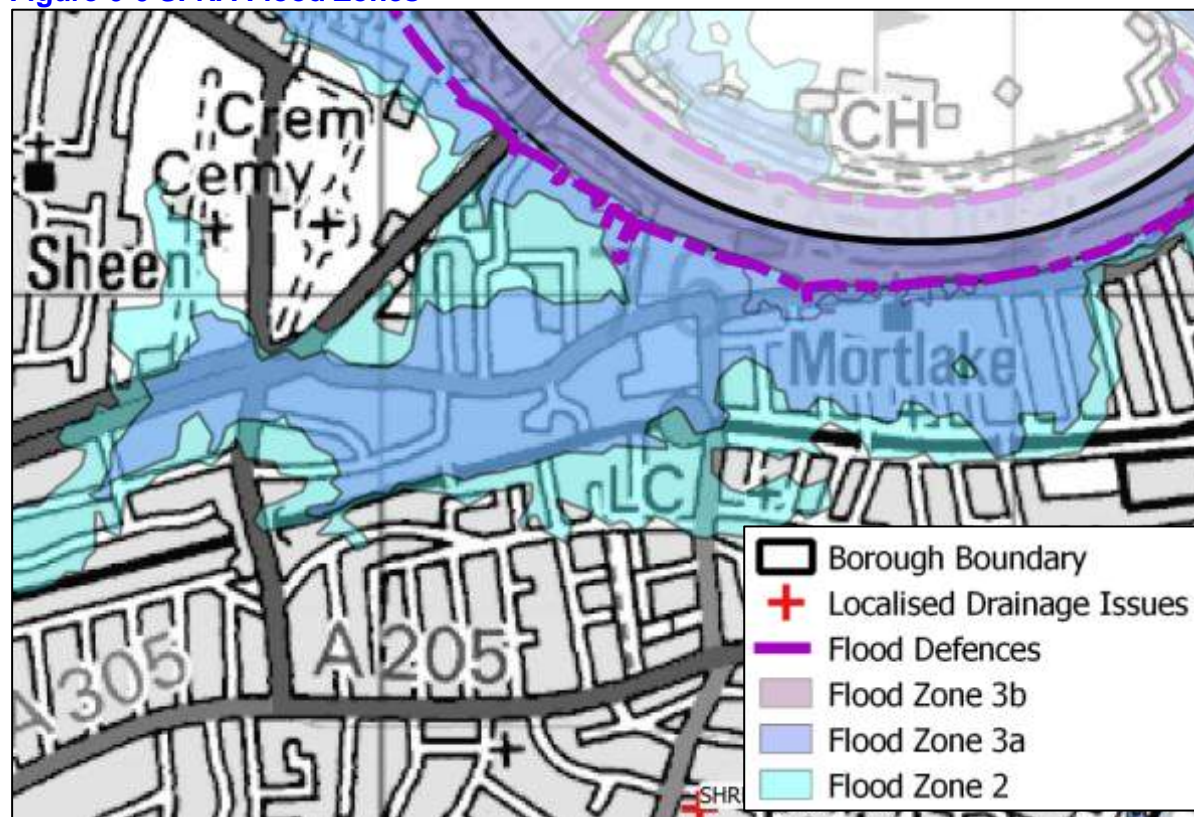 Crem
Cemy
CH
Sheen
Mortlake
LC
A 205
A 305
Borough Boundary
Localised Drainage Issues
Flood Defences
Flood Zone 3b
Flood Zone 3a
Flood Zone 2